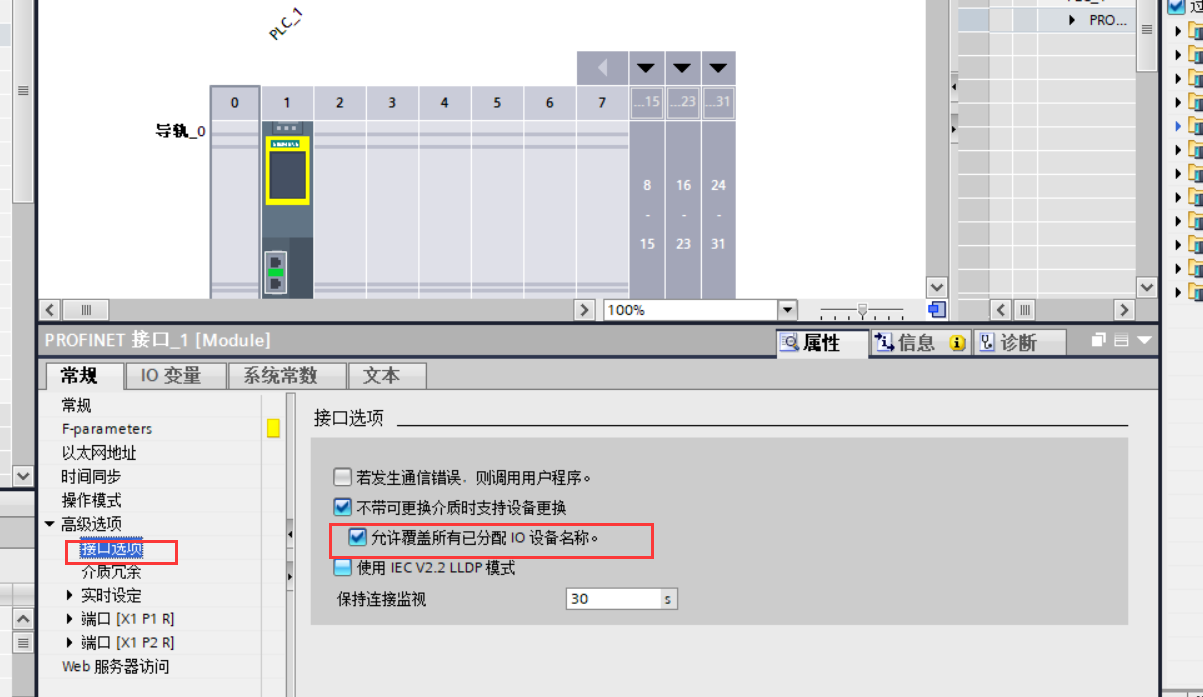 PLC_1
PRO...
过
0 1 2 3 4 5 6 7 ...15 ...23 ...31
导轨_0
SIEMENS
8 16 24
- - -
15 23 31
100%
PROFINET 接口_1 [Module]
属性 信息 诊断
常规 IO 变量 系统常数 文本
常规
F-parameters
以太网地址
时间同步
操作模式
高级选项
接口选项
介质冗余
实时设定
端口 [X1 P1 R]
端口 [X1 P2 R]
Web 服务器访问
接口选项
若发生通信错误，则调用用户程序。
不带可更换介质时支持设备更换
允许覆盖所有已分配 IO 设备名称。
使用 IEC V2.2 LLDP 模式
保持连接监视 30 s